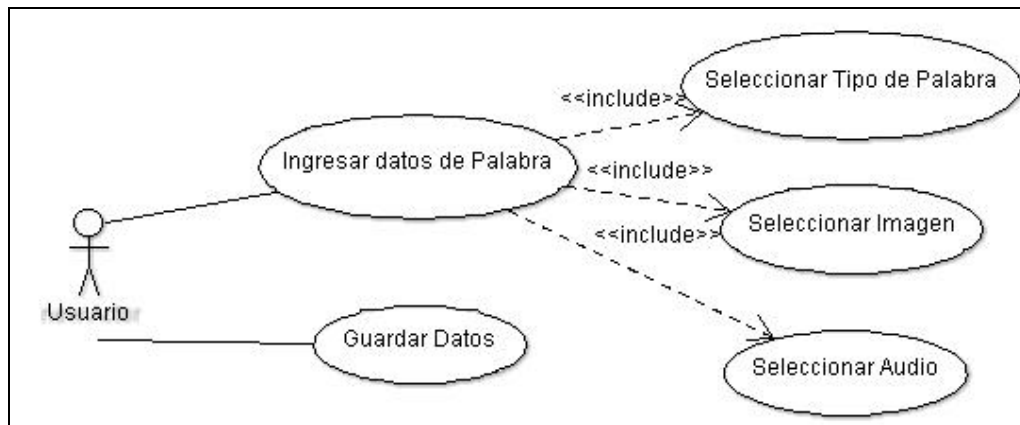 Seleccionar Tipo de Palabra
<<include>>
Ingresar datos de Palabra
<<include>>
Seleccionar Imagen
<<include>>
Usuario
Guardar Datos
Seleccionar Audio